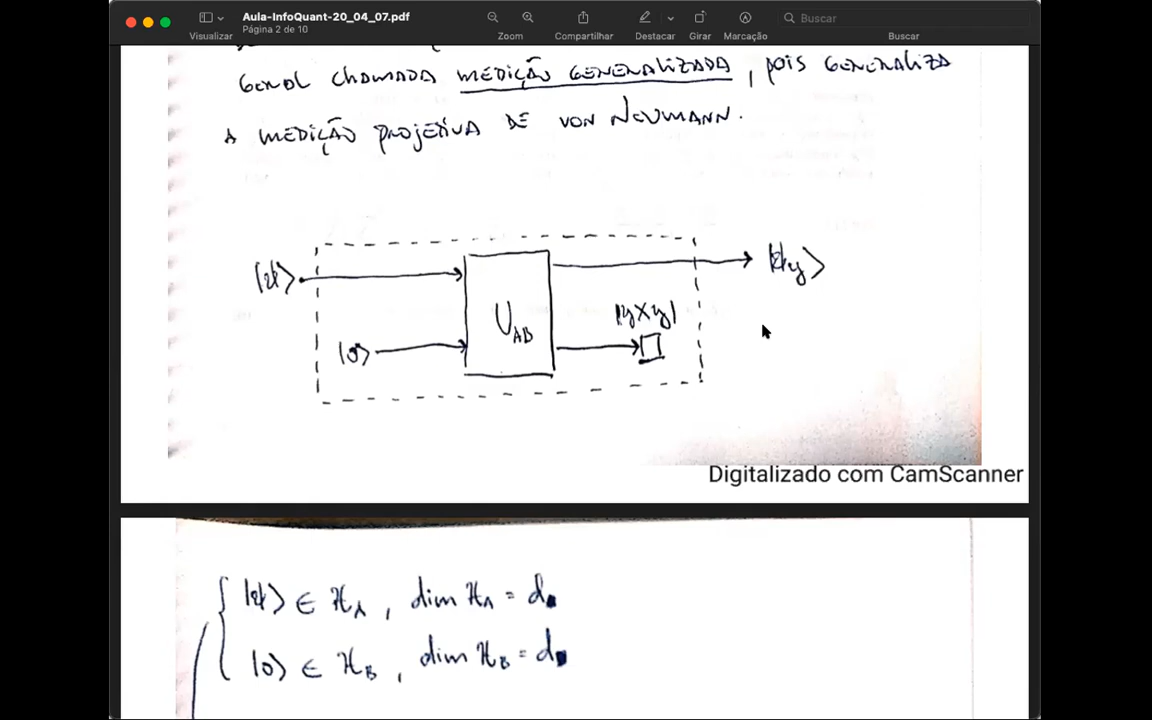 Aula-InfoQuant-20_04_07.pdf
Página 2 de 10
Visualizar
Zoom
Compartilhar
Destacar
Girar
Marcação
Buscar
Buscar
GERAL CHAMADA MEDIÇÃO GENERALIZADA, POIS GENERALIZA
A MEDIÇÃO PROJETIVA DE VON NEUMANN.
|ψ⟩
|ψy⟩
|y⟩⟨y|
U_AB
|0⟩
Digitalizado com CamScanner
|ψ⟩ ∈ ℋ_A, dim ℋ_A = d
|0⟩ ∈ ℋ_B, dim ℋ_B = d